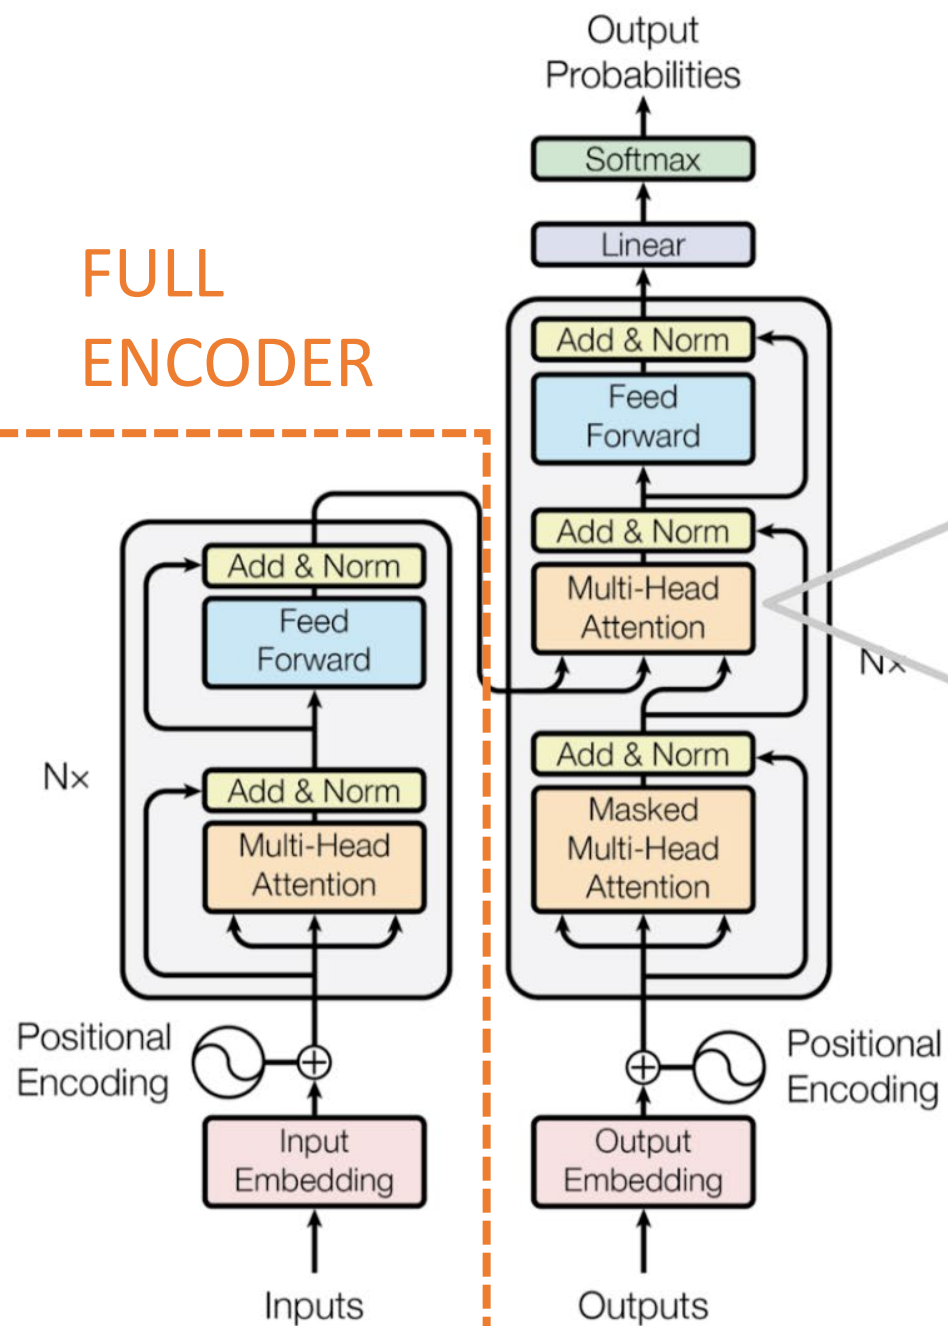 Output
Probabilities
Softmax
Linear
FULL
ENCODER
Add & Norm
Feed
Forward
Add & Norm
Multi-Head
Attention
Nx
Add & Norm
Masked
Multi-Head
Attention
Positional
Encoding
Output
Embedding
Outputs
Add & Norm
Feed
Forward
Nx
Add & Norm
Multi-Head
Attention
Positional
Encoding
Input
Embedding
Inputs